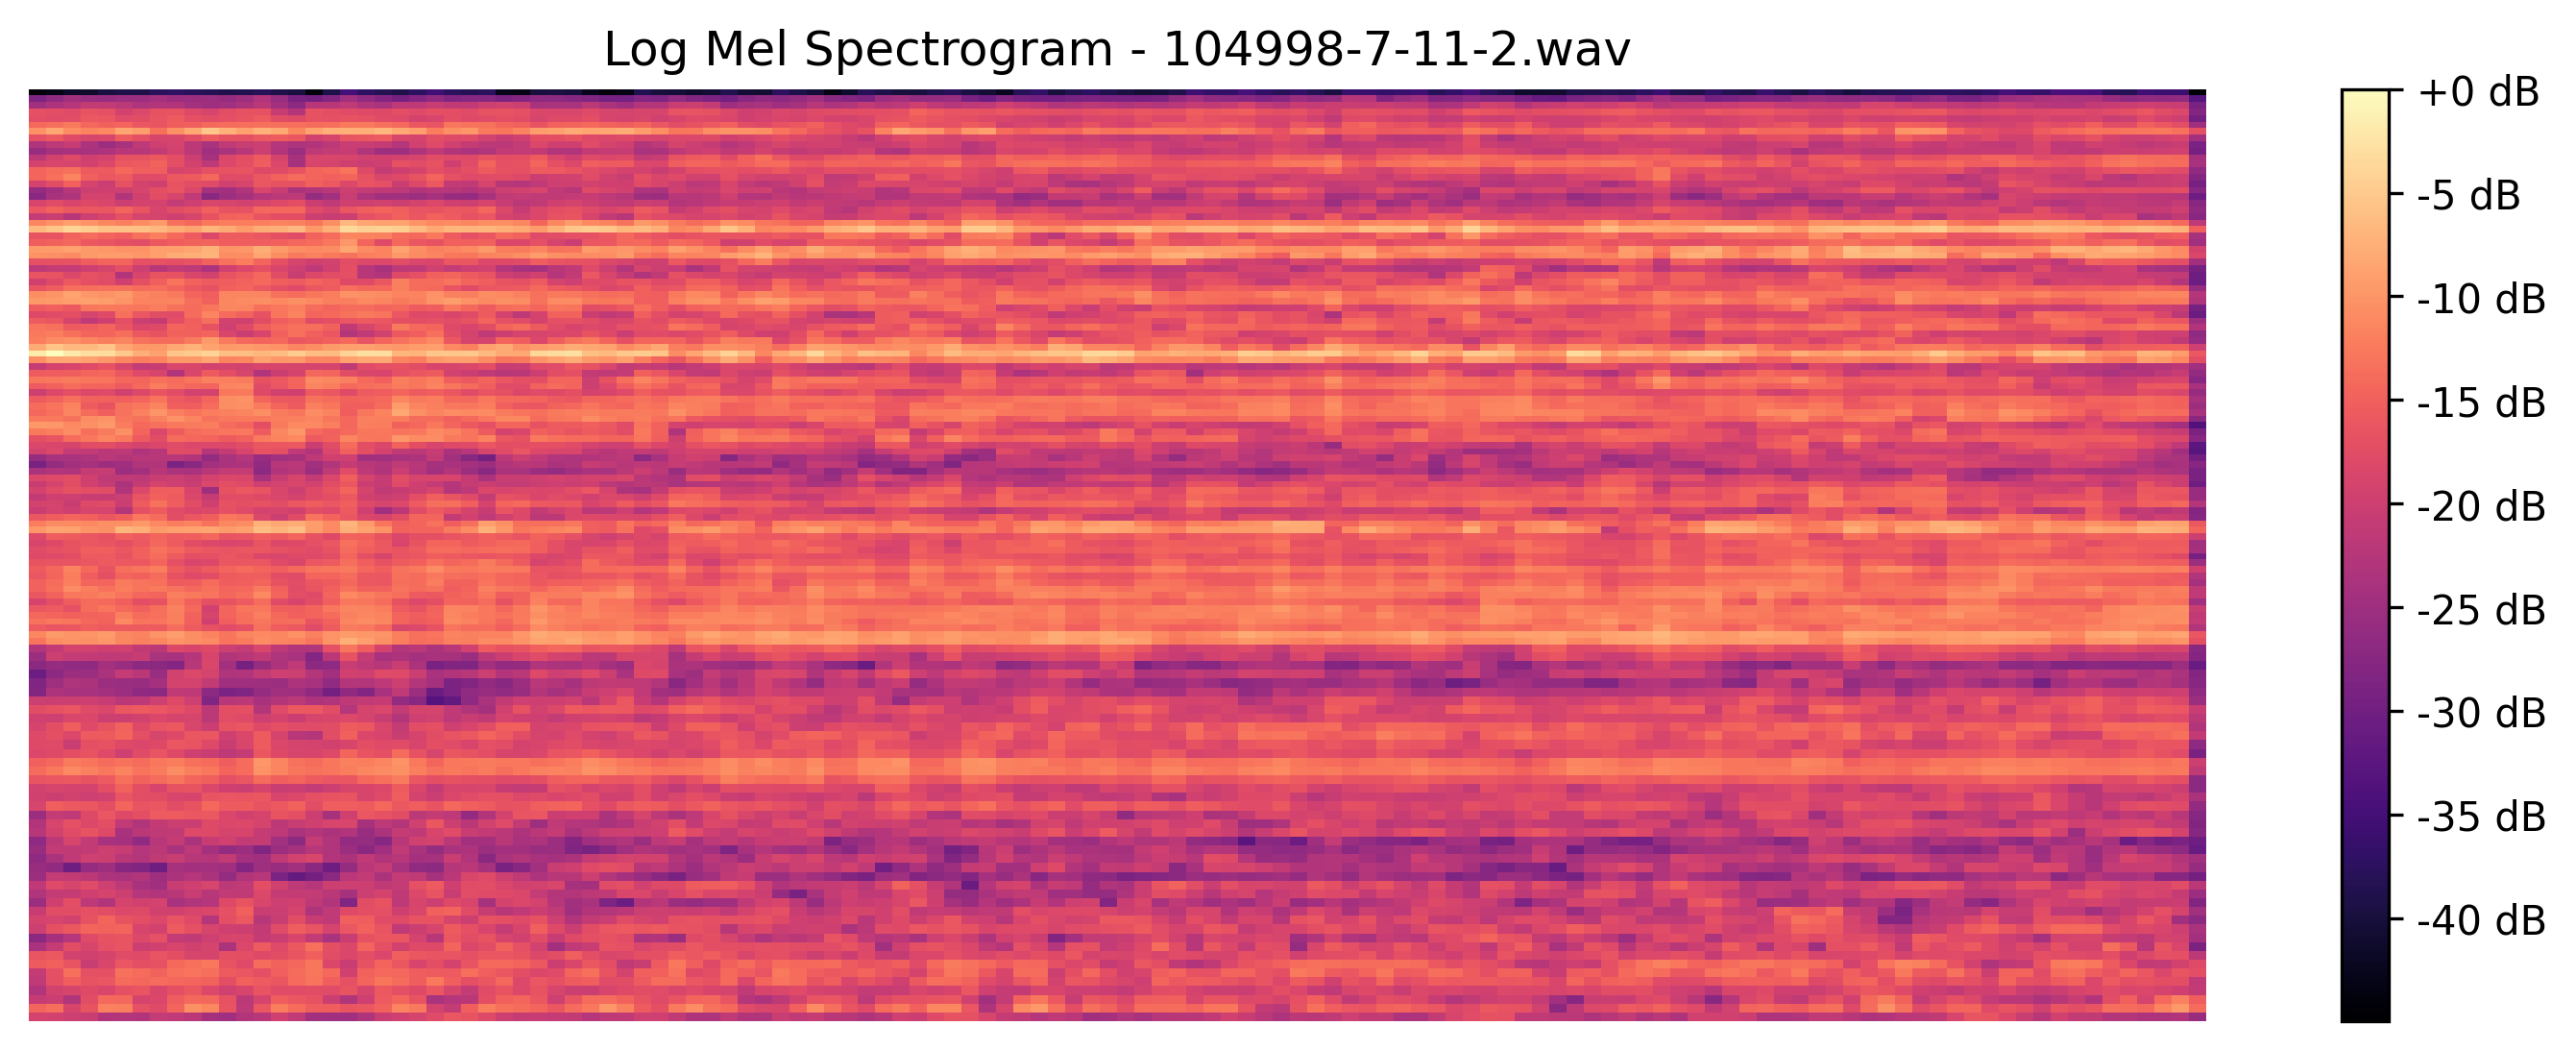 Log Mel Spectrogram - 104998-7-11-2.wav
+0 dB
-5 dB
-10 dB
-15 dB
-20 dB
-25 dB
-30 dB
-35 dB
-40 dB